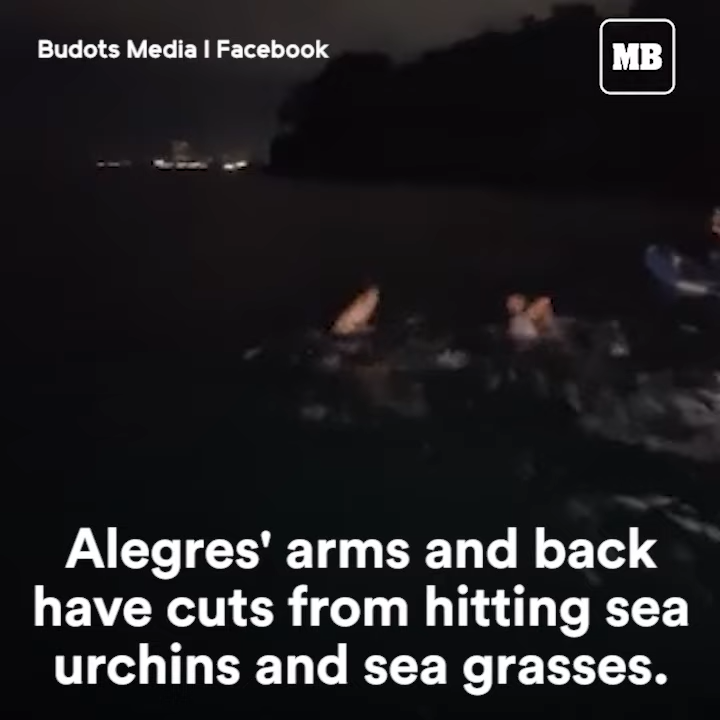 Budots Media | Facebook
MB
Alegres' arms and back
have cuts from hitting sea
urchins and sea grasses.